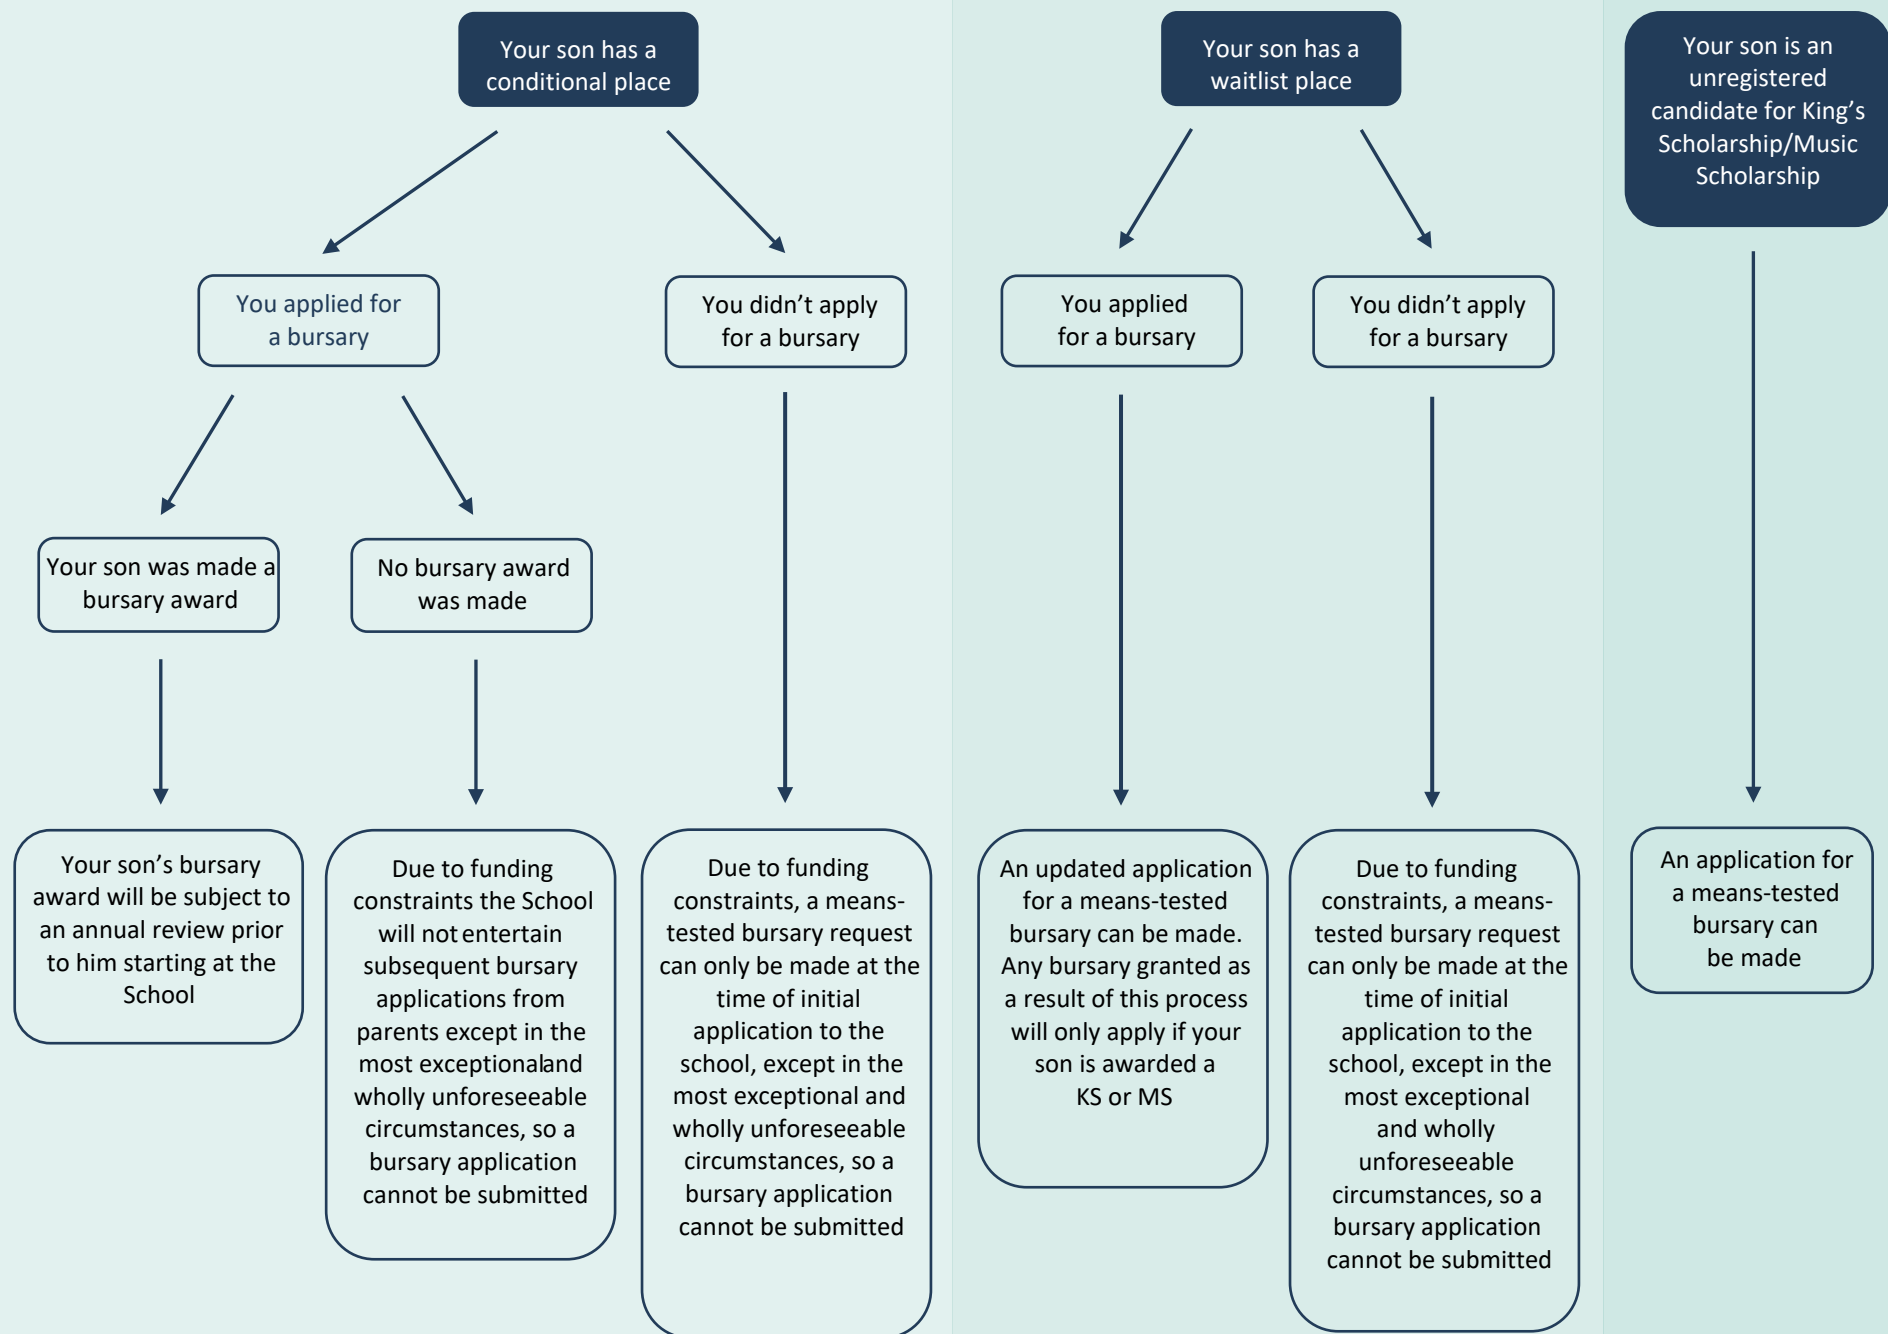 Your son has a
conditional place
Your son has a
waitlist place
Your son is an
unregistered
candidate for King’s
Scholarship/Music
Scholarship
You applied for
a bursary
You didn’t apply
for a bursary
You applied
for a bursary
You didn’t apply
for a bursary
Your son was made a
bursary award
No bursary award
was made
Your son’s bursary
award will be subject to
an annual review prior
to him starting at the
School
Due to funding
constraints the School
will not entertain
subsequent bursary
applications from
parents except in the
most exceptional and
wholly unforeseeable
circumstances, so a
bursary application
cannot be submitted
Due to funding
constraints, a means-
tested bursary request
can only be made at the
time of initial
application to the
school, except in the
most exceptional and
wholly unforeseeable
circumstances, so a
bursary application
cannot be submitted
An updated application
for a means-tested
bursary can be made.
Any bursary granted as
a result of this process
will only apply if your
son is awarded a
KS or MS
Due to funding
constraints, a means-
tested bursary request
can only be made at the
time of initial
application to the
school, except in the
most exceptional
and wholly
unforeseeable
circumstances, so a
bursary application
cannot be submitted
An application for
a means-tested
bursary can
be made